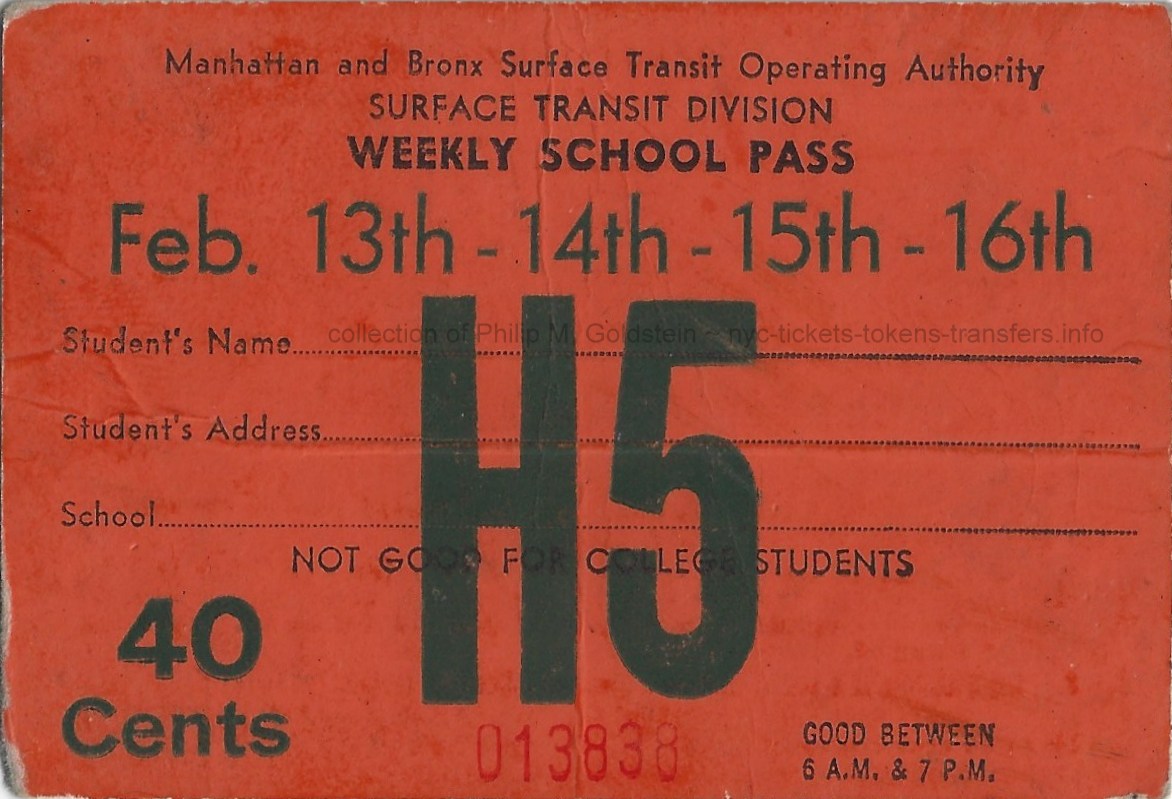 Manhattan and Bronx Surface Transit Operating Authority
SURFACE TRANSIT DIVISION
WEEKLY SCHOOL PASS
Feb. 13th - 14th - 15th - 16th
collection of Philip M. Goldstein ~ nyc-tickets-tokens-transfers.info
Student's Name
Student's Address
School
H5
NOT GOOD FOR COLLEGE STUDENTS
40
Cents
013838
GOOD BETWEEN
6 A.M. & 7 P.M.